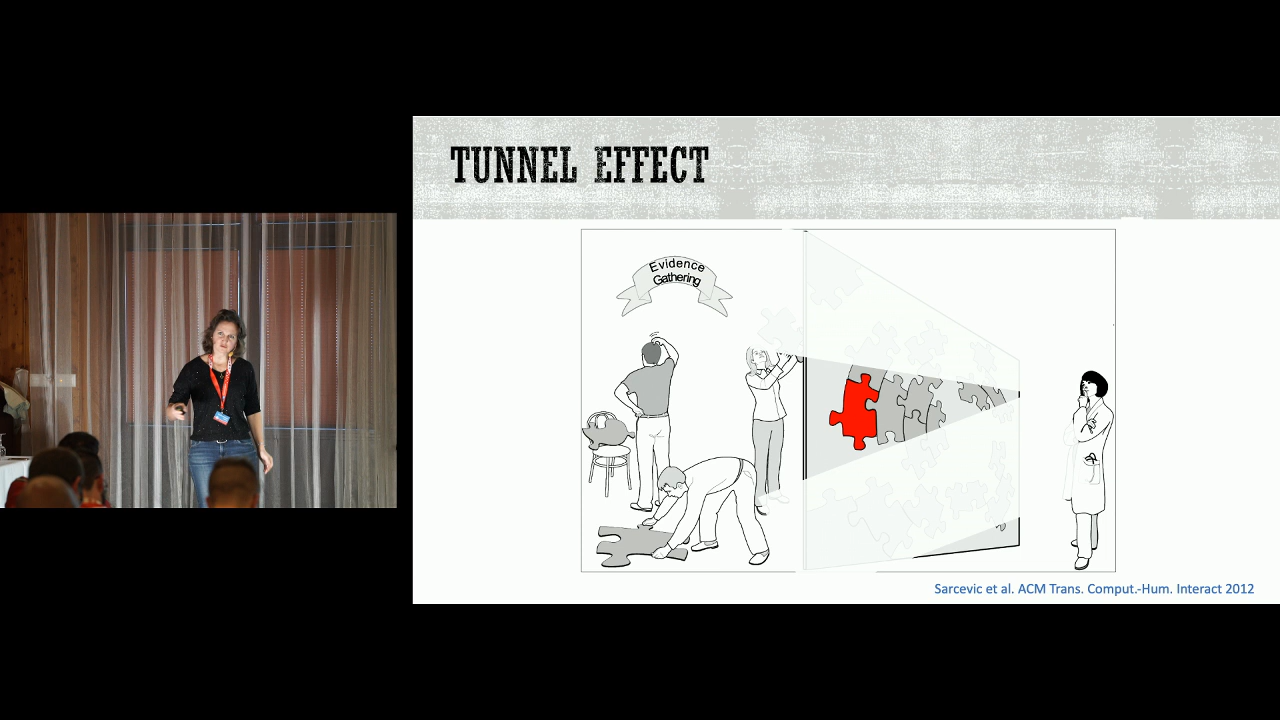 TUNNEL EFFECT
Evidence
Gathering
Sarcevic et al. ACM Trans. Comput.-Hum. Interact 2012